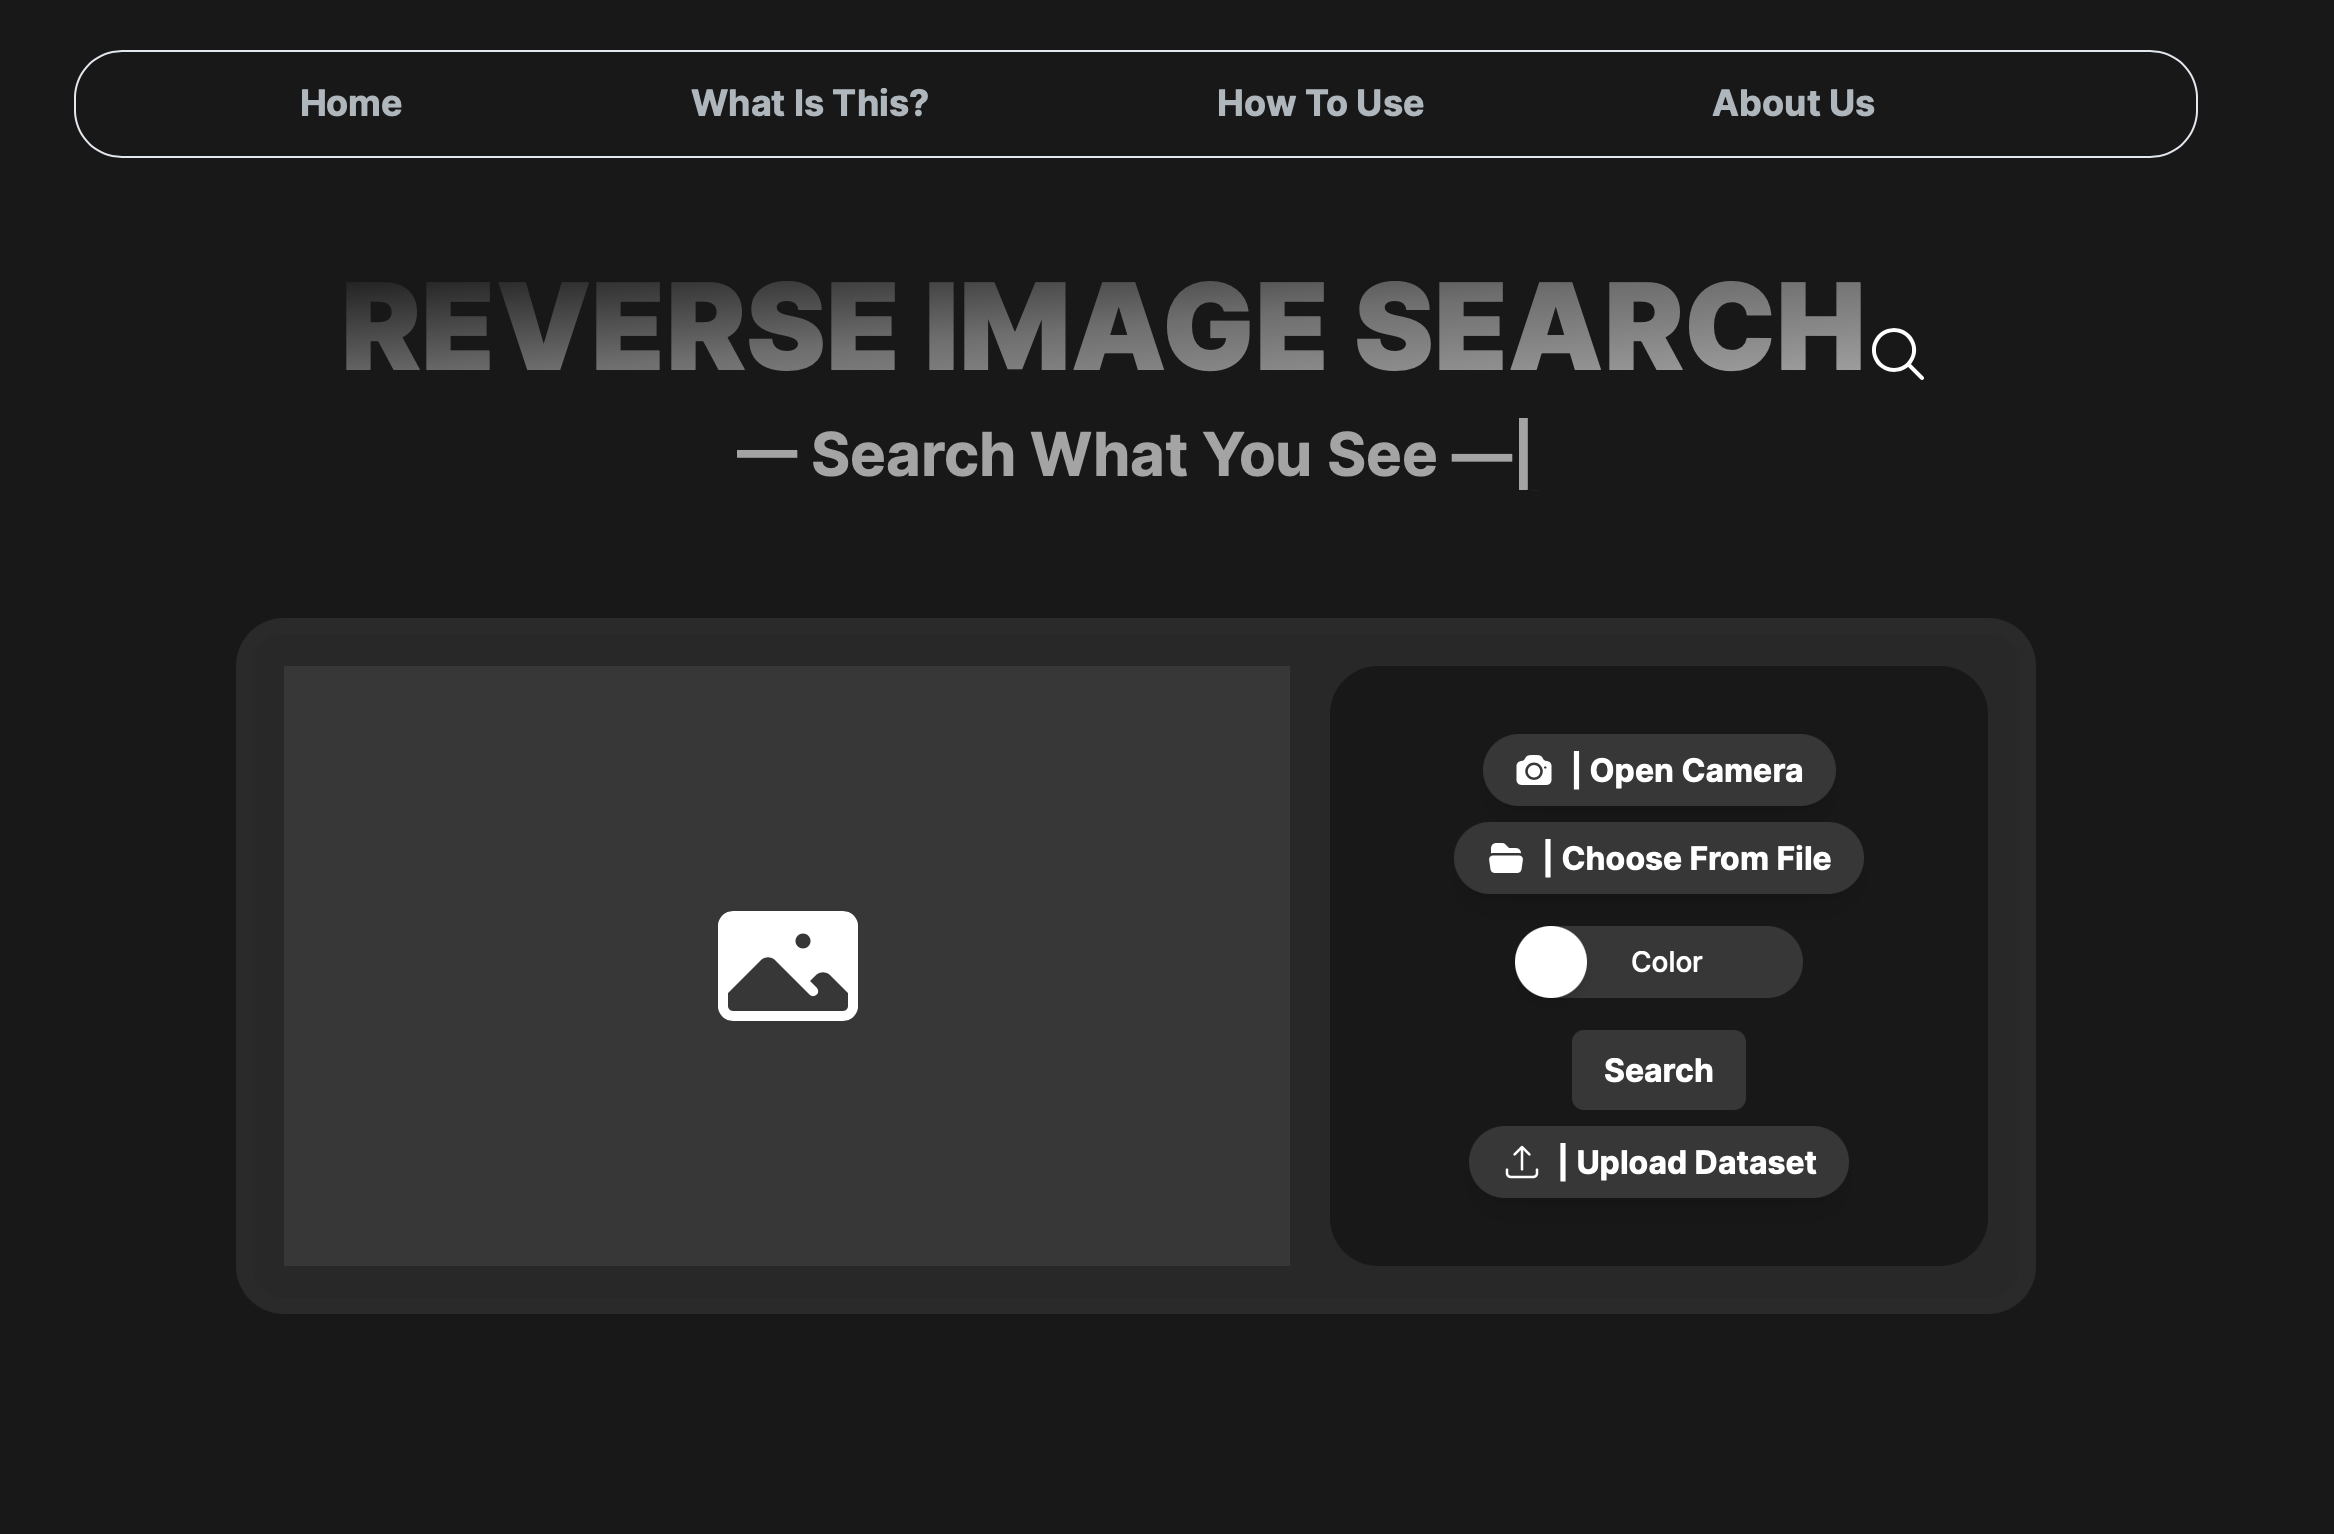 Home What Is This? How To Use About Us
REVERSE IMAGE SEARCH
— Search What You See —|
| Open Camera
| Choose From File
Color
Search
| Upload Dataset